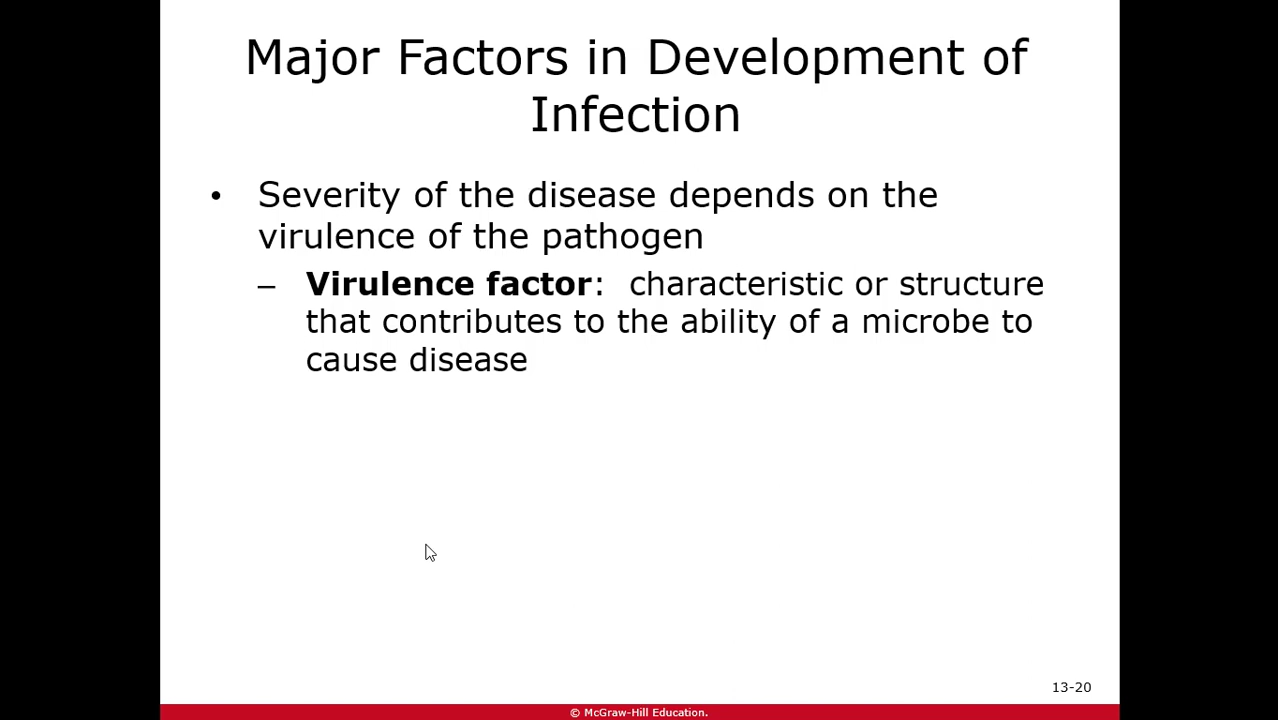 Major Factors in Development of
Infection
• Severity of the disease depends on the
virulence of the pathogen
– Virulence factor:  characteristic or structure
that contributes to the ability of a microbe to
cause disease
13-20
© McGraw-Hill Education.